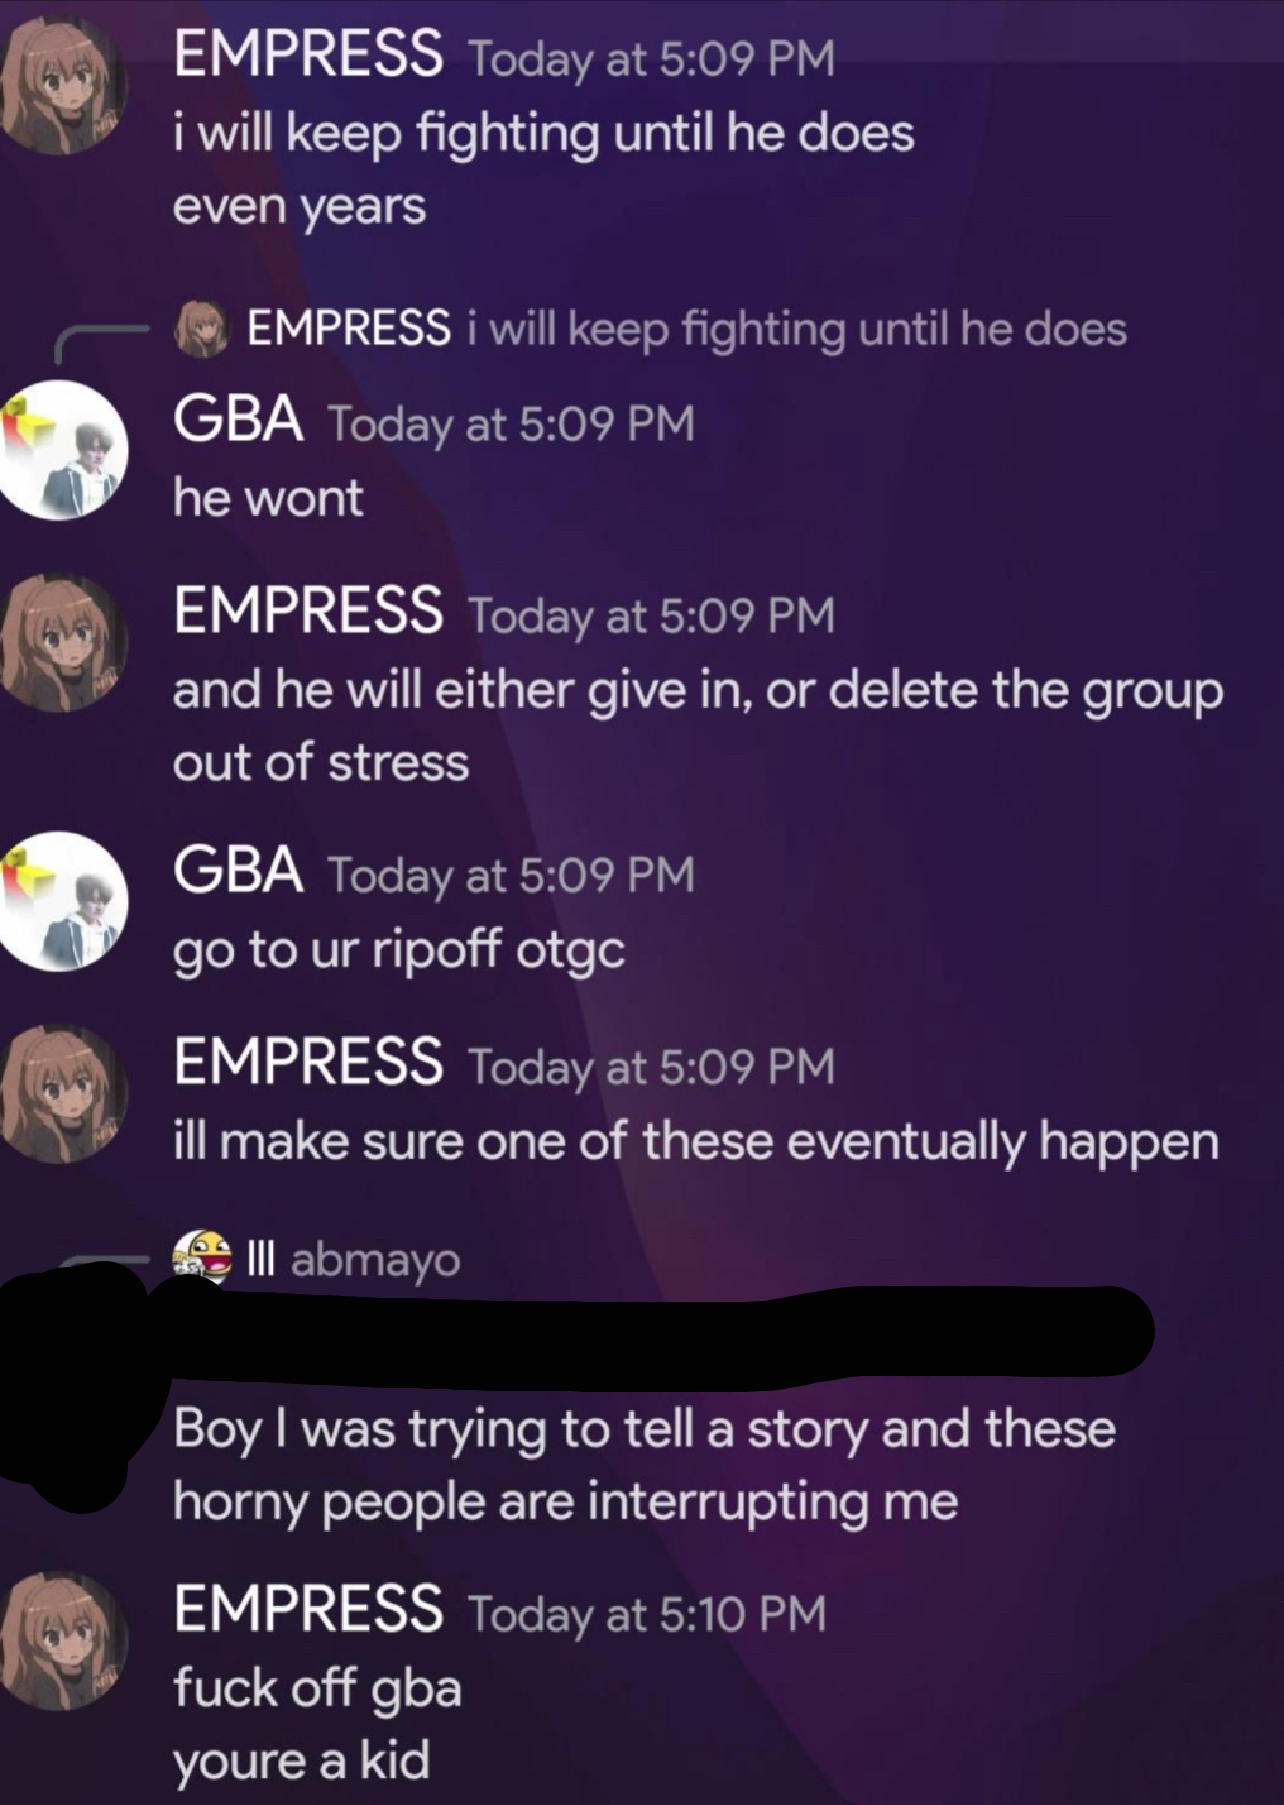 EMPRESS Today at 5:09 PM
i will keep fighting until he does
even years
EMPRESS i will keep fighting until he does
GBA Today at 5:09 PM
he wont
EMPRESS Today at 5:09 PM
and he will either give in, or delete the group
out of stress
GBA Today at 5:09 PM
go to ur ripoff otgc
EMPRESS Today at 5:09 PM
ill make sure one of these eventually happen
lll abmayo
Boy I was trying to tell a story and these
horny people are interrupting me
EMPRESS Today at 5:10 PM
fuck off gba
youre a kid